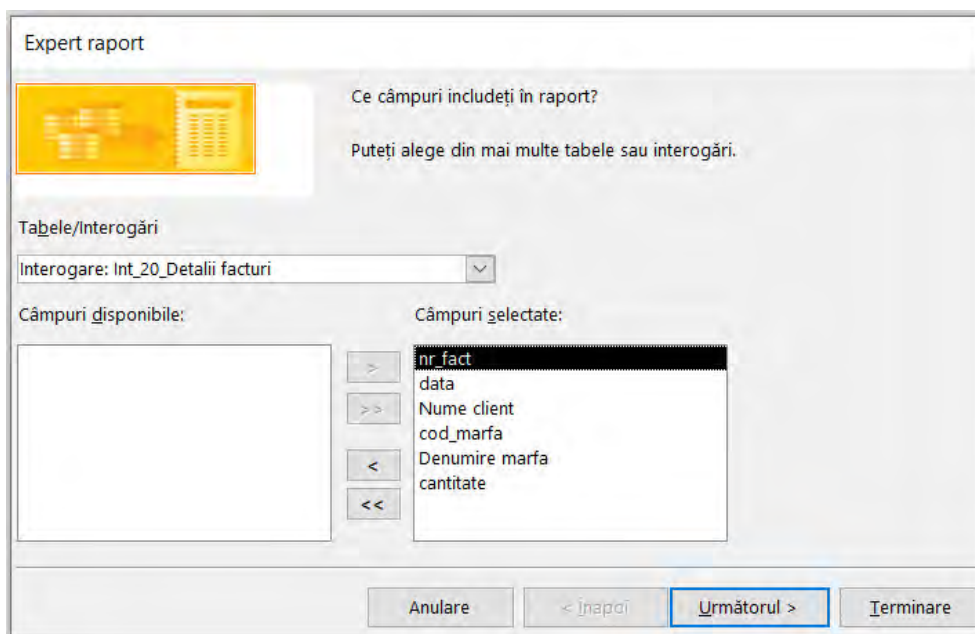 Expert raport
Ce câmpuri includeți în raport?
Puteți alege din mai multe tabele sau interogări.
Tabele/Interogări
Interogare: Int_20_Detalii facturi
Câmpuri disponibile:
Câmpuri selectate:
nr_fact
data
Nume client
cod_marfa
Denumire marfa
cantitate
>
>>
<
<<
Anulare
< Înapoi
Următorul >
Terminare